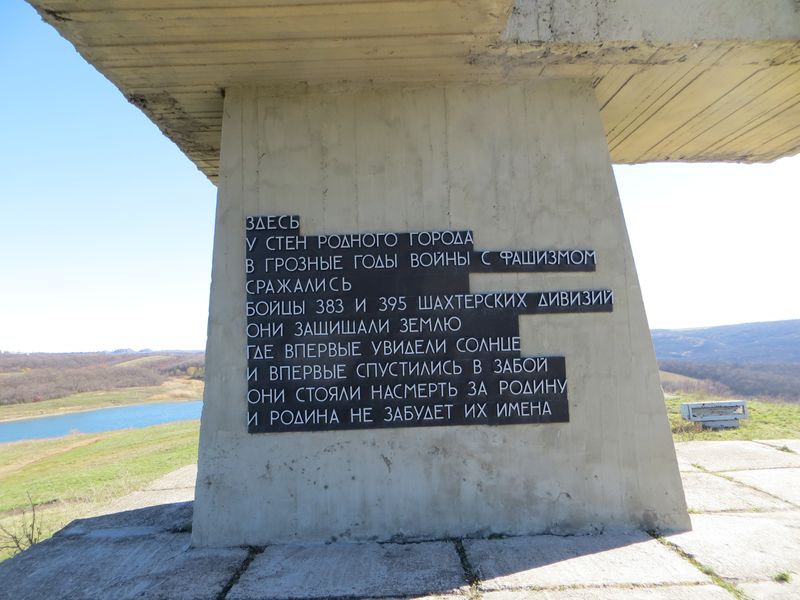 ЗДЕСЬ
У СТЕН РОДНОГО ГОРОДА
В ГРОЗНЫЕ ГОДЫ ВОЙНЫ С ФАШИЗМОМ
СРАЖАЛИСЬ
БОЙЦЫ 383 И 395 ШАХТЕРСКИХ ДИВИЗИЙ
ОНИ ЗАЩИЩАЛИ ЗЕМЛЮ
ГДЕ ВПЕРВЫЕ УВИДЕЛИ СОЛНЦЕ
И ВПЕРВЫЕ СПУСТИЛИСЬ В ЗАБОЙ
ОНИ СТОЯЛИ НАСМЕРТЬ ЗА РОДИНУ
И РОДИНА НЕ ЗАБУДЕТ ИХ ИМЕНА